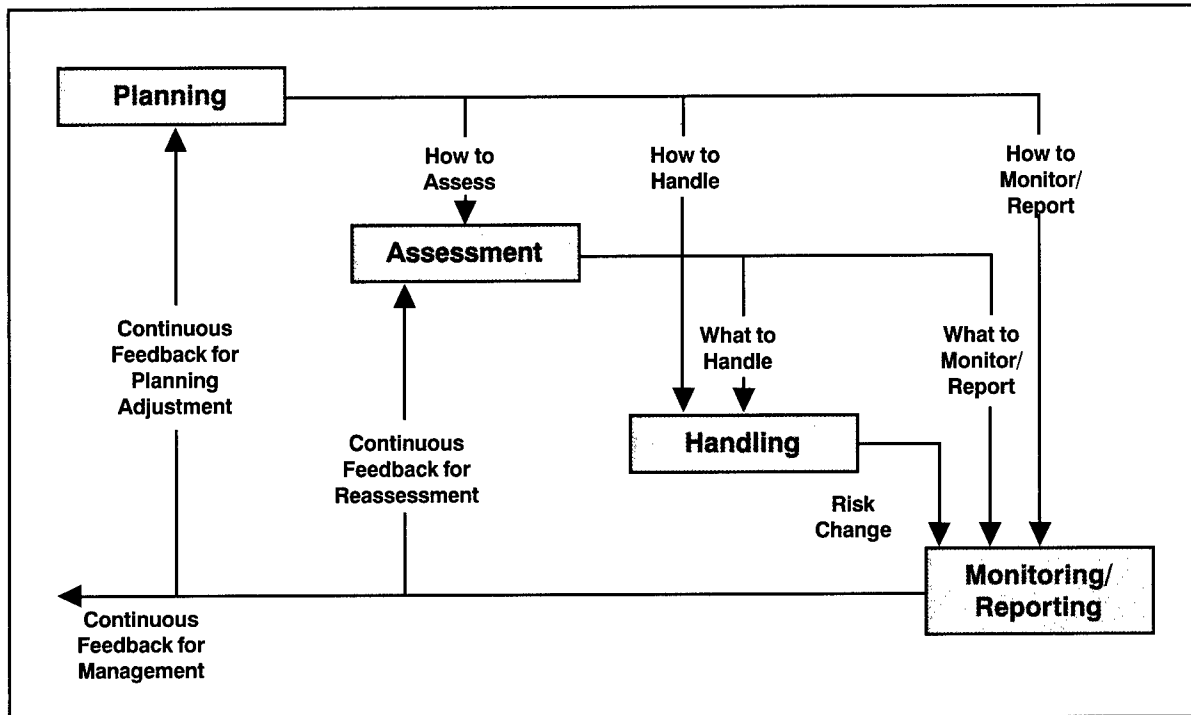 Planning
How to
Assess
How to
Handle
How to
Monitor/
Report
Assessment
Continuous
Feedback for
Planning
Adjustment
What to
Handle
What to
Monitor/
Report
Continuous
Feedback for
Reassessment
Handling
Risk
Change
Monitoring/
Reporting
Continuous
Feedback for
Management